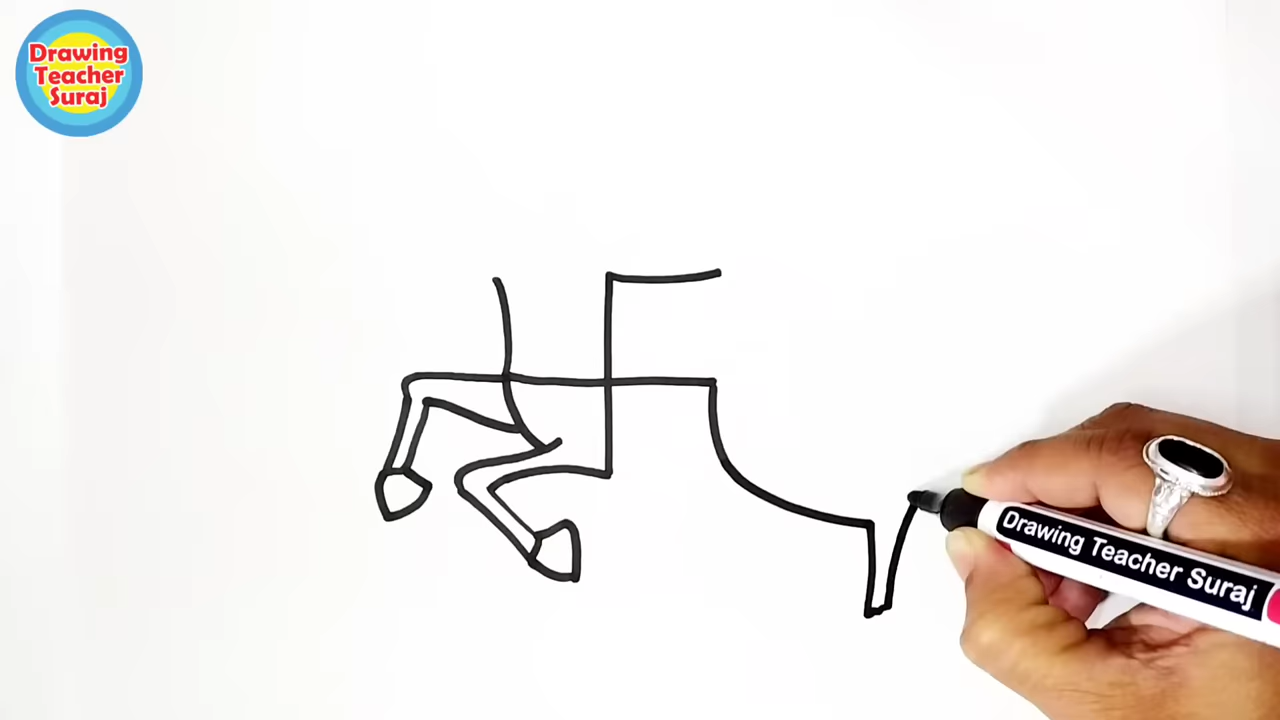 Drawing
Teacher
Suraj
Drawing Teacher Suraj